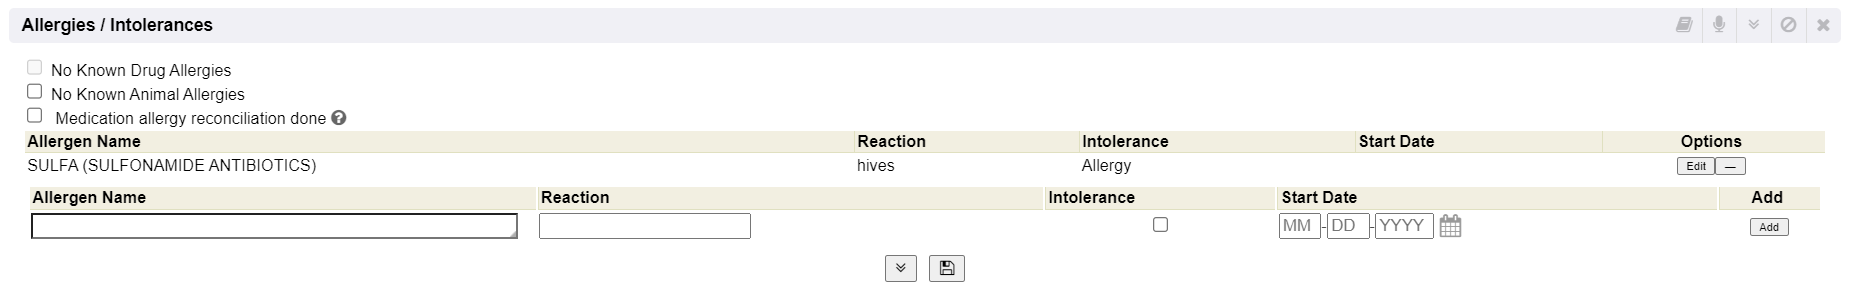 Allergies / Intolerances
No Known Drug Allergies
No Known Animal Allergies
Medication allergy reconciliation done ?
Allergen Name Reaction Intolerance Start Date Options
SULFA (SULFONAMIDE ANTIBIOTICS) hives Allergy Edit —
Allergen Name Reaction Intolerance Start Date Add
MM - DD - YYYY Add